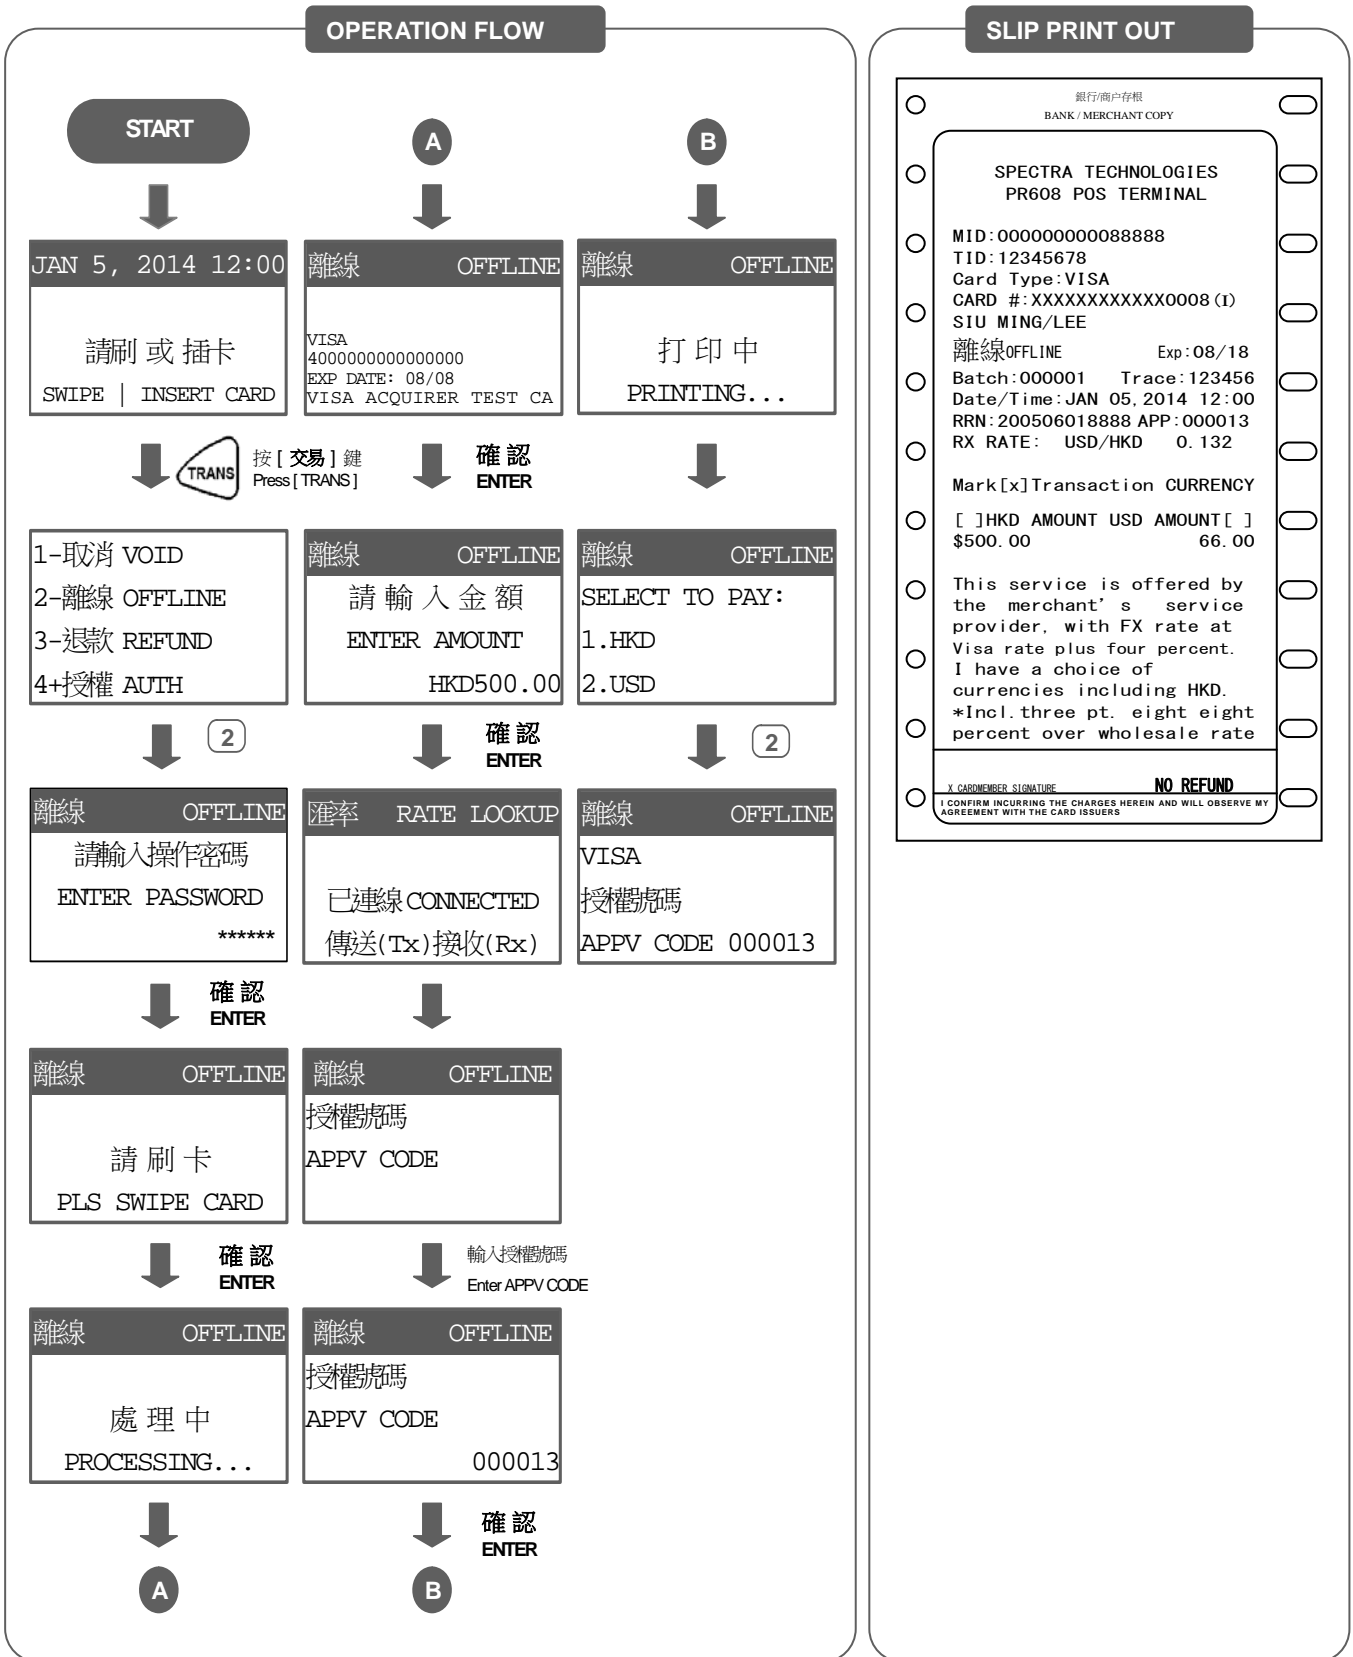 OPERATION FLOW
START
JAN 5, 2014 12:00
請刷 或 插卡
SWIPE | INSERT CARD
TRANS
按 [ 交易 ] 鍵
Press [ TRANS ]
1-取消 VOID
2-離線 OFFLINE
3-退款 REFUND
4+授權 AUTH
2
離線 OFFLINE
請輸入操作密碼
ENTER PASSWORD
******
確 認
ENTER
離線 OFFLINE
請 刷 卡
PLS SWIPE CARD
確 認
ENTER
離線 OFFLINE
處 理 中
PROCESSING...
A
A
離線 OFFLINE
VISA
4000000000000000
EXP DATE: 08/08
VISA ACQUIRER TEST CA
確 認
ENTER
離線 OFFLINE
請 輸 入 金 額
ENTER AMOUNT
HKD500.00
確 認
ENTER
匯率 RATE LOOKUP
已連線 CONNECTED
傳送(Tx)接收(Rx)
離線 OFFLINE
授權號碼
APPV CODE
輸入授權號碼
Enter APPV CODE
離線 OFFLINE
授權號碼
APPV CODE
000013
確 認
ENTER
B
B
離線 OFFLINE
打 印 中
PRINTING...
離線 OFFLINE
SELECT TO PAY:
1.HKD
2.USD
2
離線 OFFLINE
VISA
授權號碼
APPV CODE 000013
SLIP PRINT OUT
銀行/商户存根
BANK / MERCHANT COPY
SPECTRA TECHNOLOGIES
PR608 POS TERMINAL
MID:000000000088888
TID:12345678
Card Type:VISA
CARD #:XXXXXXXXXXXX0008(I)
SIU MING/LEE
離線OFFLINE Exp:08/18
Batch:000001 Trace:123456
Date/Time:JAN 05,2014 12:00
RRN:200506018888 APP:000013
RX RATE: USD/HKD 0.132
Mark[x]Transaction CURRENCY
[ ]HKD AMOUNT USD AMOUNT[ ]
$500.00 66.00
This service is offered by
the merchant's service
provider, with FX rate at
Visa rate plus four percent.
I have a choice of
currencies including HKD.
*Incl.three pt. eight eight
percent over wholesale rate
X CARDMEMBER SIGNATURE NO REFUND
I CONFIRM INCURRING THE CHARGES HEREIN AND WILL OBSERVE MY
AGREEMENT WITH THE CARD ISSUERS